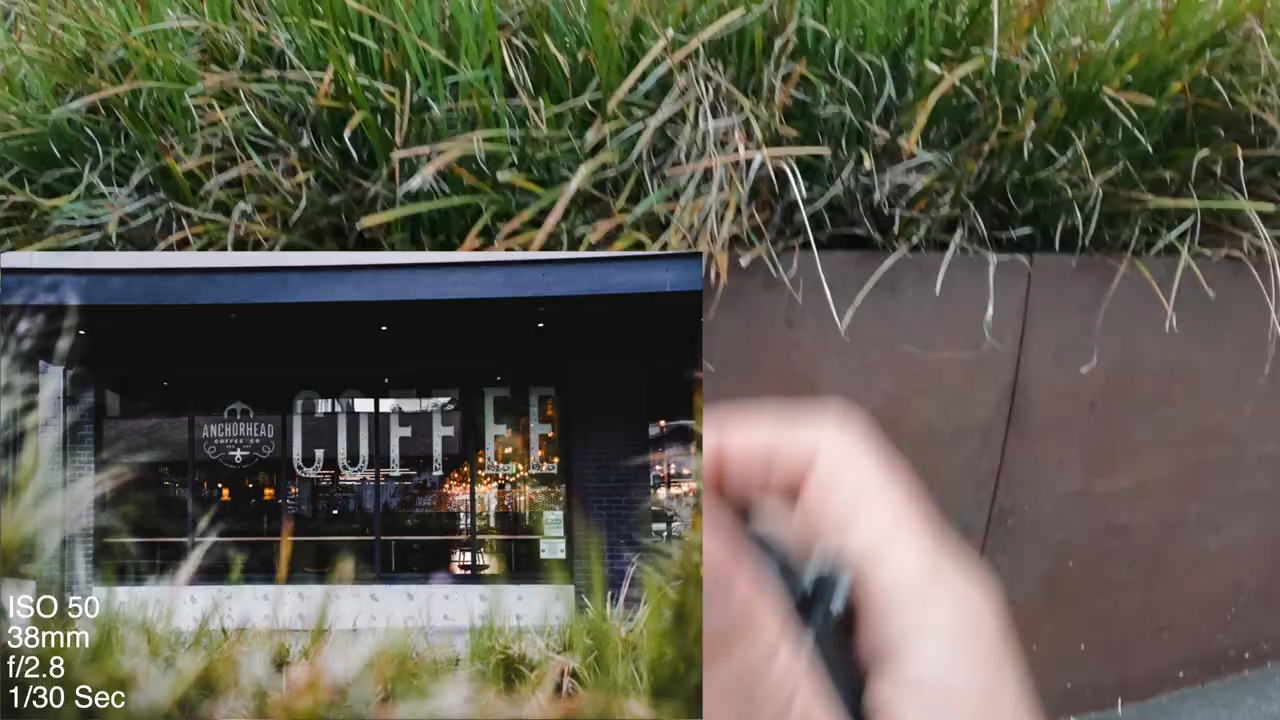 ANCHORHEAD
COFFEE CO
COFFEE
ISO 50
38mm
f/2.8
1/30 Sec